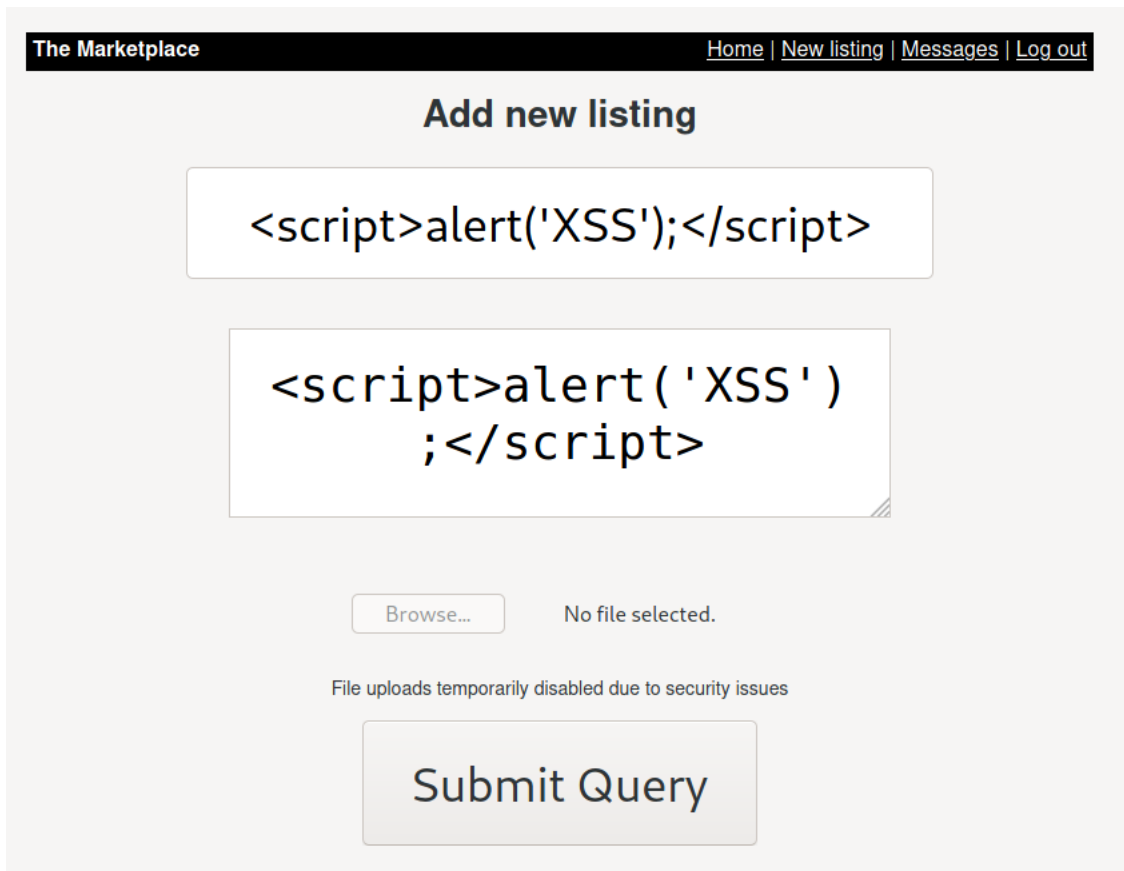 The Marketplace Home | New listing | Messages | Log out
Add new listing
<script>alert('XSS');</script>
<script>alert('XSS')
;</script>
Browse... No file selected.
File uploads temporarily disabled due to security issues
Submit Query